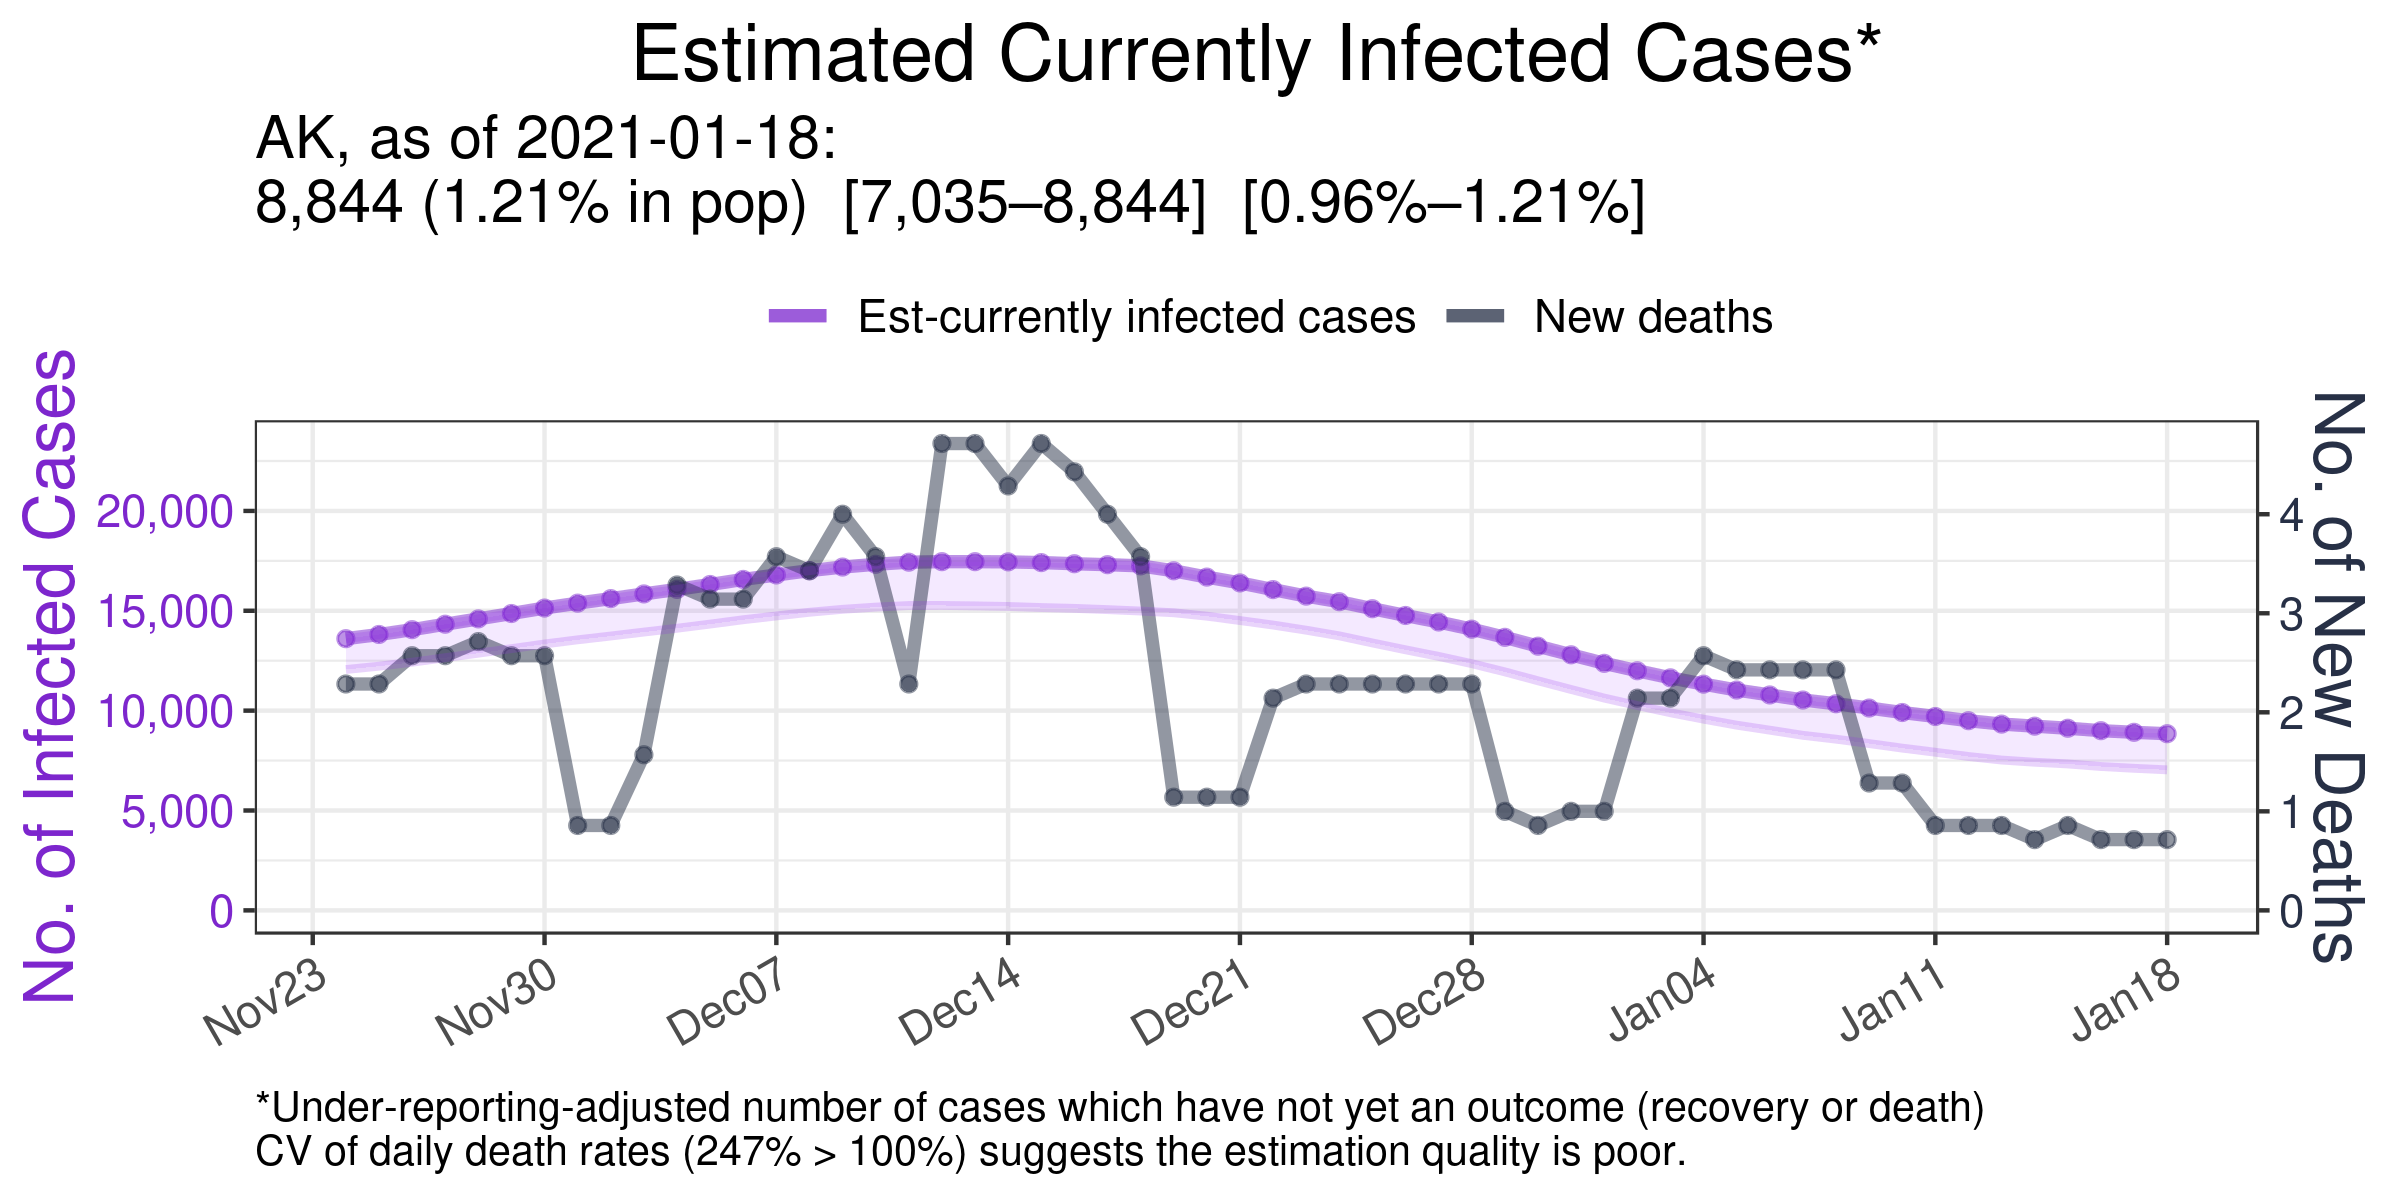 Estimated Currently Infected Cases*
AK, as of 2021-01-18:
8,844 (1.21% in pop)  [7,035–8,844]  [0.96%–1.21%]
Est-currently infected cases
New deaths
No. of Infected Cases
20,000
15,000
10,000
5,000
0
No. of New Deaths
4
3
2
1
0
Nov23
Nov30
Dec07
Dec14
Dec21
Dec28
Jan04
Jan11
Jan18
*Under-reporting-adjusted number of cases which have not yet an outcome (recovery or death)
CV of daily death rates (247% > 100%) suggests the estimation quality is poor.